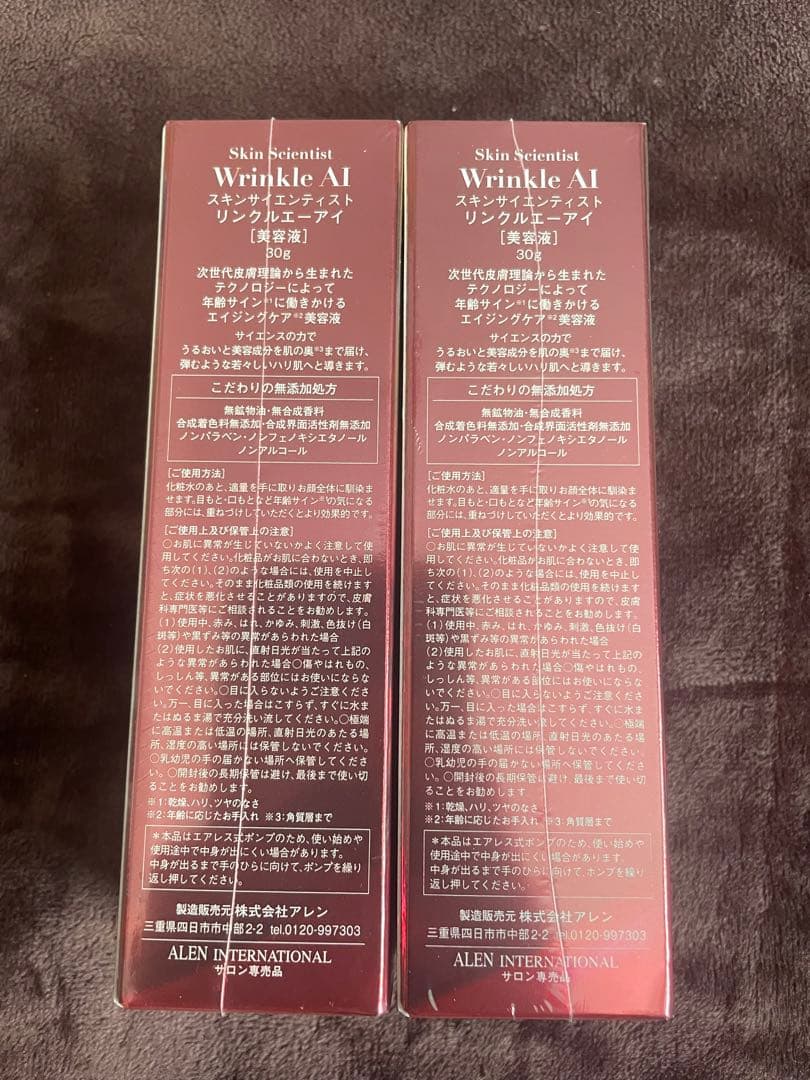 Skin Scientist
Wrinkle AI
スキンサイエンティスト
リンクルエーアイ
[美容液]
30g
次世代皮膚理論から生まれた
テクノロジーによって
年齢サイン※1に働きかける
エイジングケア※2美容液
サイエンスの力で
うるおいと美容成分を肌の奥※3まで届け、
弾むような若々しいハリ肌へと導きます。
こだわりの無添加処方
無鉱物油・無合成香料
合成着色料無添加・合成界面活性剤無添加
ノンパラベン・ノンフェノキシエタノール
ノンアルコール
[ご使用方法]
化粧水のあと、適量を手に取りお顔全体に馴染ま
せます。目もと・口もとなど年齢サイン※1の気になる
部分には、重ねづけしていただくとより効果的です。
[ご使用上及び保管上の注意]
○お肌に異常が生じていないかよく注意して使
用してください。化粧品がお肌に合わないとき、即
ち次の(1)、(2)のような場合には、使用を中止し
てください。そのまま化粧品類の使用を続けます
と、症状を悪化させることがありますので、皮膚
科専門医等にご相談されることをお勧めします。
(1)使用中、赤み、はれ、かゆみ、刺激、色抜け(白
斑等)や黒ずみ等の異常があらわれた場合
(2)使用したお肌に、直射日光が当たって上記の
ような異常があらわれた場合○傷やはれもの、
しっしん等、異常がある部位にはお使いにならな
いでください。○目に入らないようご注意くださ
い。万一、目に入った場合はこすらず、すぐに水ま
たはぬるま湯で充分洗い流してください。○極端
に高温または低温の場所、直射日光のあたる場
所、湿度の高い場所には保管しないでください。
○乳幼児の手の届かない場所へ保管してくださ
い。○開封後の長期保管は避け、最後まで使い切
ることをお勧めします。
※1:乾燥、ハリ、ツヤのなさ
※2:年齢に応じたお手入れ ※3:角質層まで
＊本品はエアレス式ポンプのため、使い始めや
使用途中で中身が出にくい場合があります。
中身が出るまで手のひらに向けて、ポンプを繰り
返し押してください。
製造販売元 株式会社アレン
三重県四日市市中部2-2 tel.0120-997303
ALEN INTERNATIONAL
サロン専売品
Skin Scientist
Wrinkle AI
スキンサイエンティスト
リンクルエーアイ
[美容液]
30g
次世代皮膚理論から生まれた
テクノロジーによって
年齢サイン※1に働きかける
エイジングケア※2美容液
サイエンスの力で
うるおいと美容成分を肌の奥※3まで届け、
弾むような若々しいハリ肌へと導きます。
こだわりの無添加処方
無鉱物油・無合成香料
合成着色料無添加・合成界面活性剤無添加
ノンパラベン・ノンフェノキシエタノール
ノンアルコール
[ご使用方法]
化粧水のあと、適量を手に取りお顔全体に馴染ま
せます。目もと・口もとなど年齢サイン※1の気になる
部分には、重ねづけしていただくとより効果的です。
[ご使用上及び保管上の注意]
○お肌に異常が生じていないかよく注意して使
用してください。化粧品がお肌に合わないとき、即
ち次の(1)、(2)のような場合には、使用を中止し
てください。そのまま化粧品類の使用を続けます
と、症状を悪化させることがありますので、皮膚
科専門医等にご相談されることをお勧めします。
(1)使用中、赤み、はれ、かゆみ、刺激、色抜け(白
斑等)や黒ずみ等の異常があらわれた場合
(2)使用したお肌に、直射日光が当たって上記の
ような異常があらわれた場合○傷やはれもの、
しっしん等、異常がある部位にはお使いにならな
いでください。○目に入らないようご注意くださ
い。万一、目に入った場合はこすらず、すぐに水ま
たはぬるま湯で充分洗い流してください。○極端
に高温または低温の場所、直射日光のあたる場
所、湿度の高い場所には保管しないでください。
○乳幼児の手の届かない場所へ保管してくださ
い。○開封後の長期保管は避け、最後まで使い切
ることをお勧めします。
※1:乾燥、ハリ、ツヤのなさ
※2:年齢に応じたお手入れ ※3:角質層まで
＊本品はエアレス式ポンプのため、使い始めや
使用途中で中身が出にくい場合があります。
中身が出るまで手のひらに向けて、ポンプを繰り
返し押してください。
製造販売元 株式会社アレン
三重県四日市市中部2-2 tel.0120-997303
ALEN INTERNATIONAL
サロン専売品